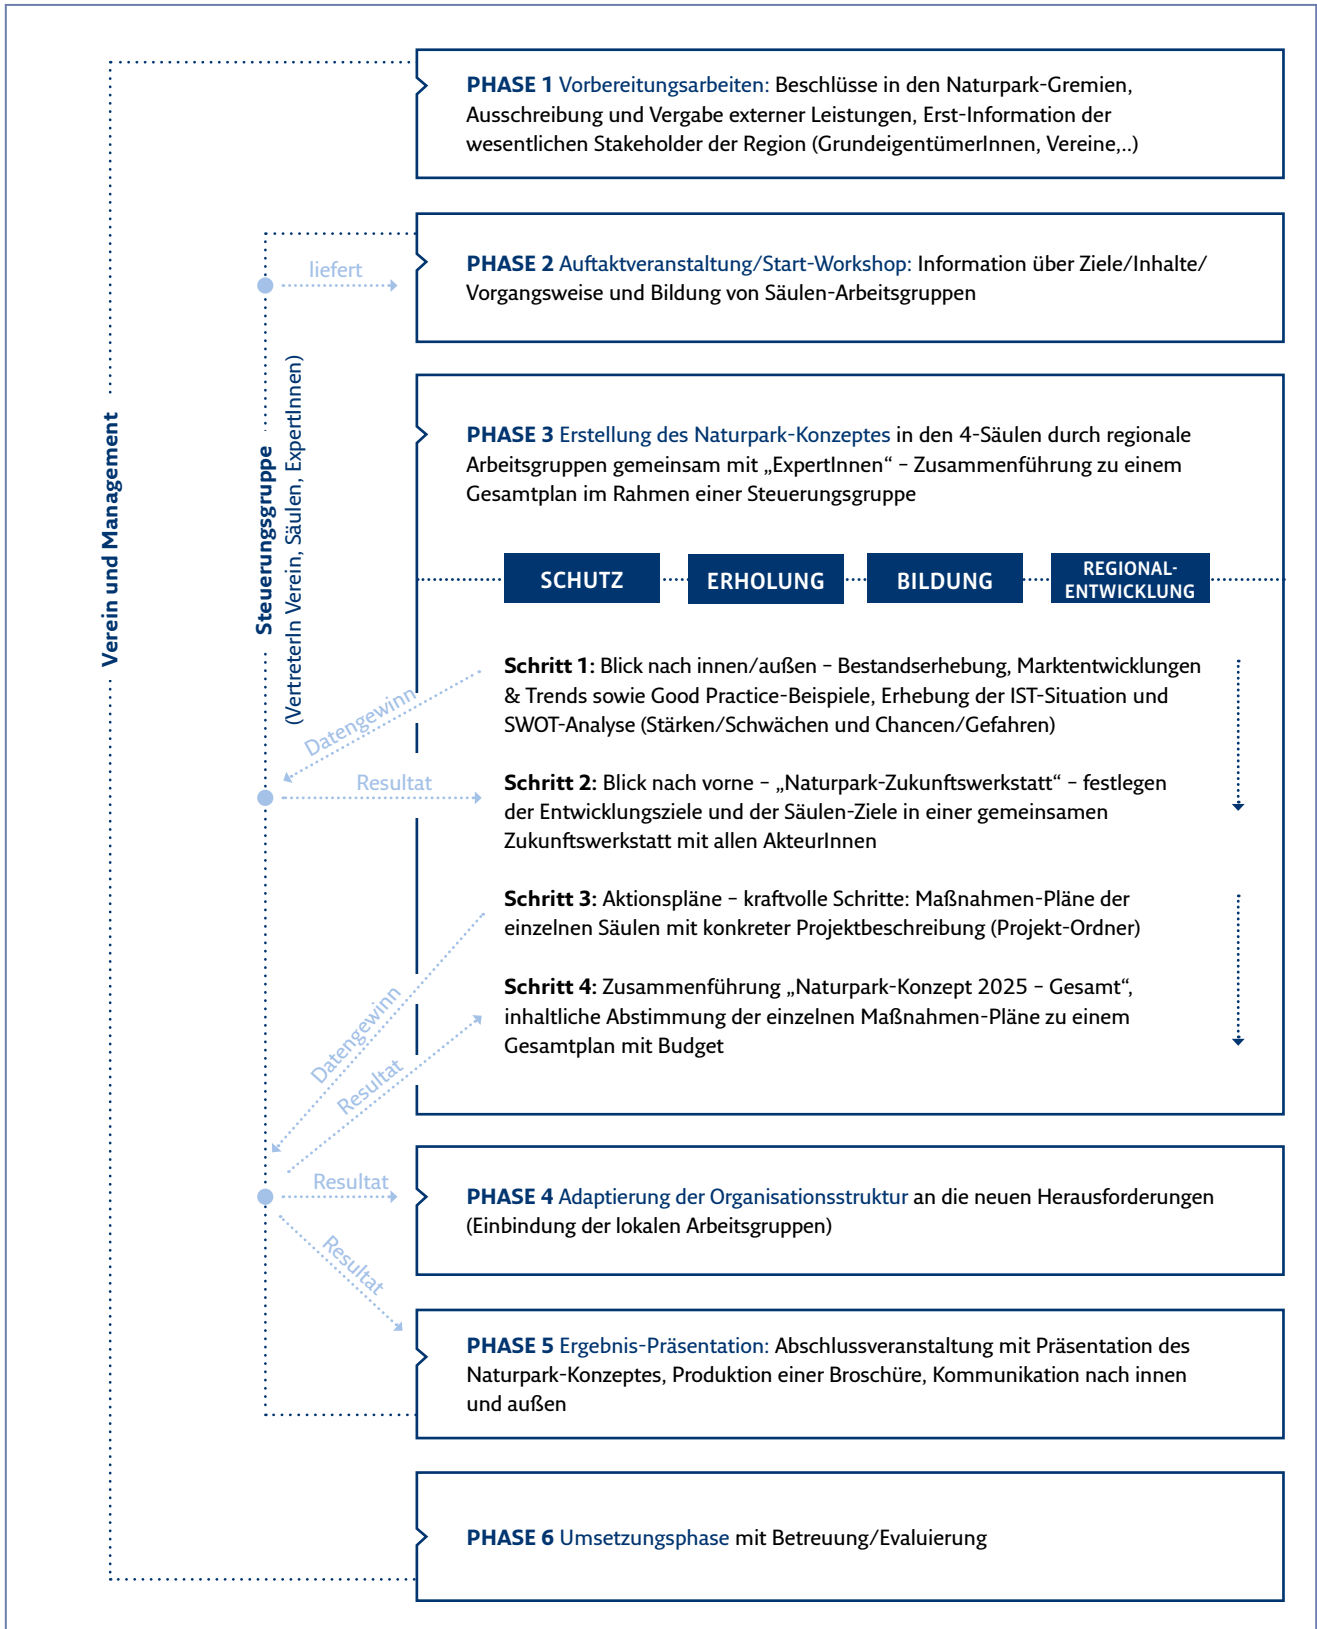 PHASE 1 Vorbereitungsarbeiten: Beschlüsse in den Naturpark-Gremien,
Ausschreibung und Vergabe externer Leistungen, Erst-Information der
wesentlichen Stakeholder der Region (GrundeigentümerInnen, Vereine,..)
liefert
PHASE 2 Auftaktveranstaltung/Start-Workshop: Information über Ziele/Inhalte/
Vorgangsweise und Bildung von Säulen-Arbeitsgruppen
Verein und Management
Steuerungsgruppe
(VertreterIn Verein, Säulen, ExpertInnen)
PHASE 3 Erstellung des Naturpark-Konzeptes in den 4-Säulen durch regionale
Arbeitsgruppen gemeinsam mit „ExpertInnen“ – Zusammenführung zu einem
Gesamtplan im Rahmen einer Steuerungsgruppe
SCHUTZ
ERHOLUNG
BILDUNG
REGIONAL-
ENTWICKLUNG
Datengewinn
Schritt 1: Blick nach innen/außen – Bestandserhebung, Marktentwicklungen
& Trends sowie Good Practice-Beispiele, Erhebung der IST-Situation und
SWOT-Analyse (Stärken/Schwächen und Chancen/Gefahren)
Resultat
Schritt 2: Blick nach vorne – „Naturpark-Zukunftswerkstatt“ – festlegen
der Entwicklungsziele und der Säulen-Ziele in einer gemeinsamen
Zukunftswerkstatt mit allen AkteurInnen
Schritt 3: Aktionspläne – kraftvolle Schritte: Maßnahmen-Pläne der
einzelnen Säulen mit konkreter Projektbeschreibung (Projekt-Ordner)
Datengewinn
Resultat
Schritt 4: Zusammenführung „Naturpark-Konzept 2025 – Gesamt“,
inhaltliche Abstimmung der einzelnen Maßnahmen-Pläne zu einem
Gesamtplan mit Budget
Resultat
PHASE 4 Adaptierung der Organisationsstruktur an die neuen Herausforderungen
(Einbindung der lokalen Arbeitsgruppen)
Resultat
PHASE 5 Ergebnis-Präsentation: Abschlussveranstaltung mit Präsentation des
Naturpark-Konzeptes, Produktion einer Broschüre, Kommunikation nach innen
und außen
PHASE 6 Umsetzungsphase mit Betreuung/Evaluierung